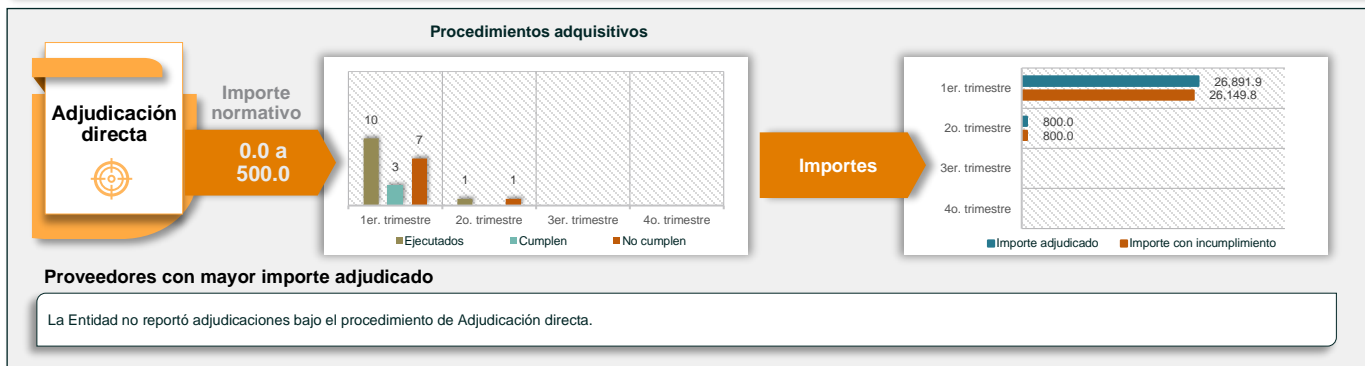 Procedimientos adquisitivos
Adjudicación
directa
Importe
normativo
0.0 a
500.0
10
3
7
1
1
1er. trimestre
2o. trimestre
3er. trimestre
4o. trimestre
Ejecutados
Cumplen
No cumplen
Importes
1er. trimestre
26,891.9
26,149.8
2o. trimestre
800.0
800.0
3er. trimestre
4o. trimestre
Importe adjudicado
Importe con incumplimiento
Proveedores con mayor importe adjudicado
La Entidad no reportó adjudicaciones bajo el procedimiento de Adjudicación directa.